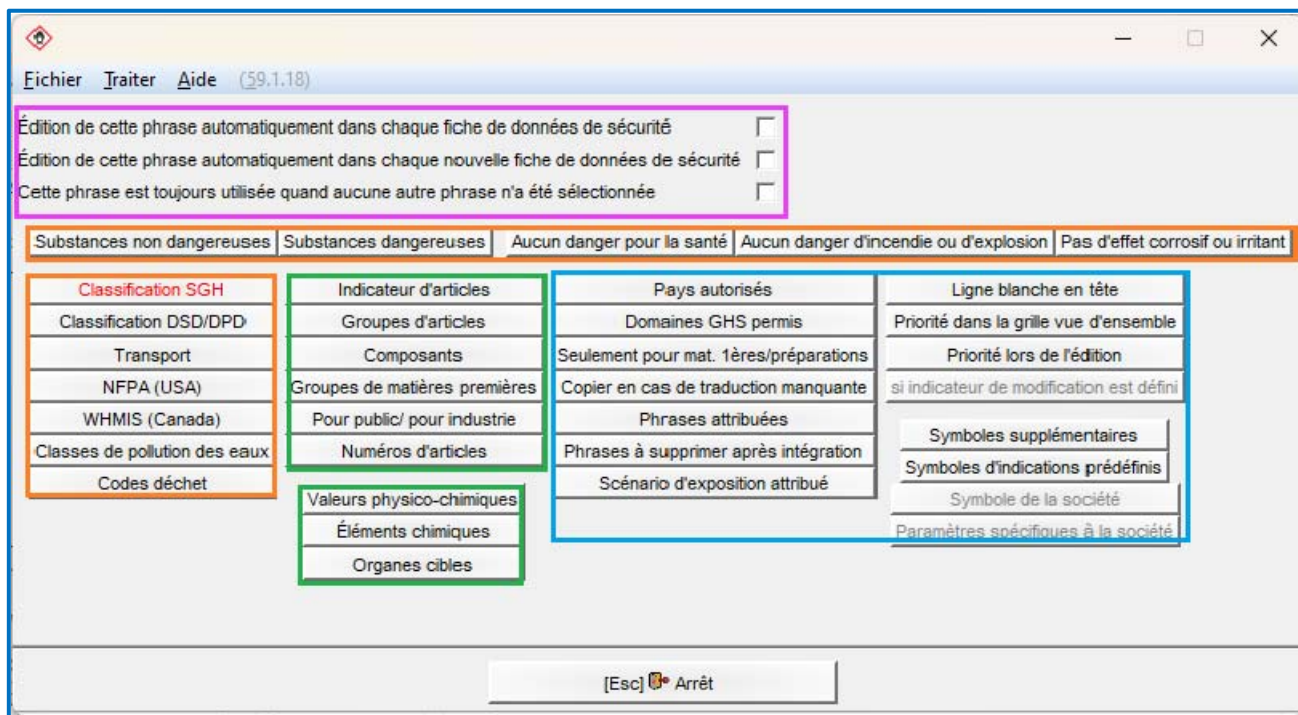 Fichier Traiter Aide (59.1.18)
Édition de cette phrase automatiquement dans chaque fiche de données de sécurité
Édition de cette phrase automatiquement dans chaque nouvelle fiche de données de sécurité
Cette phrase est toujours utilisée quand aucune autre phrase n'a été sélectionnée
Substances non dangereuses Substances dangereuses Aucun danger pour la santé Aucun danger d'incendie ou d'explosion Pas d'effet corrosif ou irritant
Classification SGH
Classification DSD/DPD
Transport
NFPA (USA)
WHMIS (Canada)
Classes de pollution des eaux
Codes déchet
Indicateur d'articles
Groupes d'articles
Composants
Groupes de matières premières
Pour public/ pour industrie
Numéros d'articles
Valeurs physico-chimiques
Éléments chimiques
Organes cibles
Pays autorisés
Domaines GHS permis
Seulement pour mat. 1ères/préparations
Copier en cas de traduction manquante
Phrases attribuées
Phrases à supprimer après intégration
Scénario d'exposition attribué
Ligne blanche en tête
Priorité dans la grille vue d'ensemble
Priorité lors de l'édition
si indicateur de modification est défini
Symboles supplémentaires
Symboles d'indications prédéfinis
Symbole de la société
Paramètres spécifiques à la société
[Esc] Arrêt